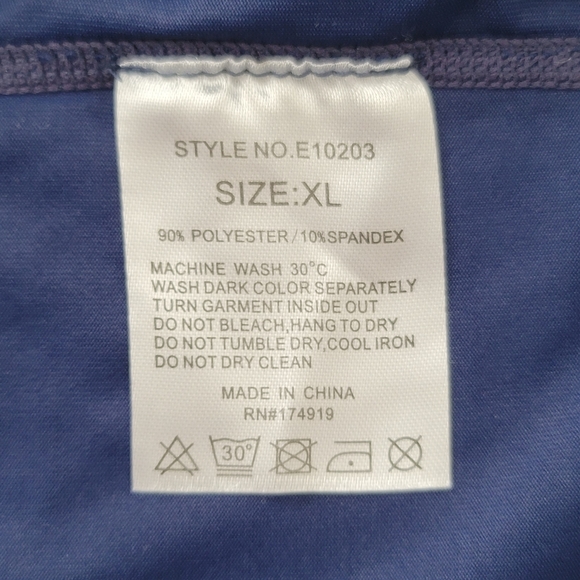 STYLE NO.E10203
SIZE:XL
90% POLYESTER/10%SPANDEX
MACHINE WASH 30°C
WASH DARK COLOR SEPARATELY
TURN GARMENT INSIDE OUT
DO NOT BLEACH,HANG TO DRY
DO NOT TUMBLE DRY,COOL IRON
DO NOT DRY CLEAN
MADE IN CHINA
RN#174919
30°